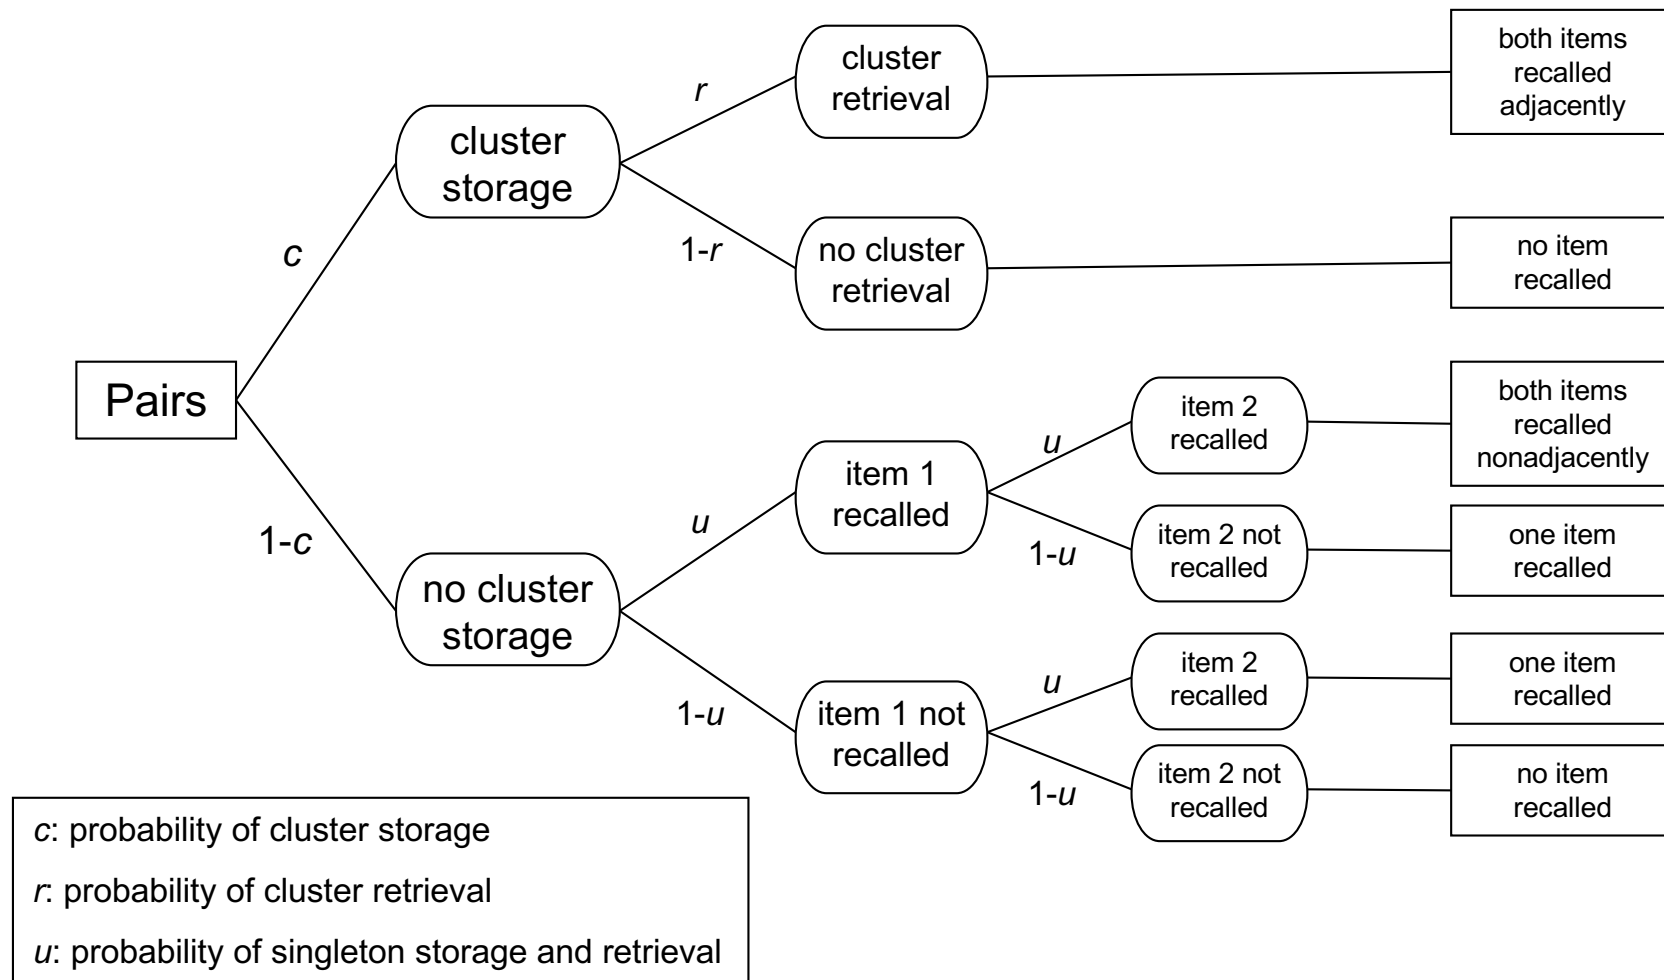 both items
recalled
adjacently
cluster
retrieval
r
cluster
storage
1-r
no cluster
retrieval
no item
recalled
c
Pairs
1-c
both items
recalled
nonadjacently
item 2
recalled
u
item 1
recalled
u
1-u
item 2 not
recalled
one item
recalled
no cluster
storage
1-u
item 1 not
recalled
u
item 2
recalled
one item
recalled
1-u
item 2 not
recalled
no item
recalled
c: probability of cluster storage
r: probability of cluster retrieval
u: probability of singleton storage and retrieval